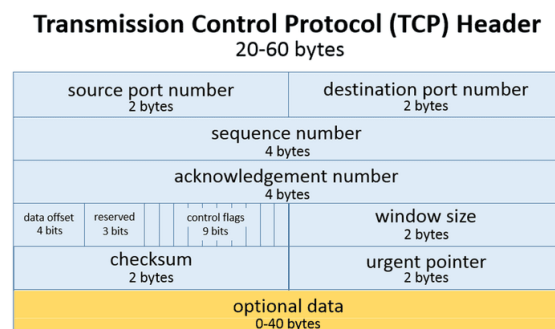 Transmission Control Protocol (TCP) Header
20-60 bytes
source port number
2 bytes
destination port number
2 bytes
sequence number
4 bytes
acknowledgement number
4 bytes
data offset
4 bits
reserved
3 bits
control flags
9 bits
window size
2 bytes
checksum
2 bytes
urgent pointer
2 bytes
optional data
0-40 bytes